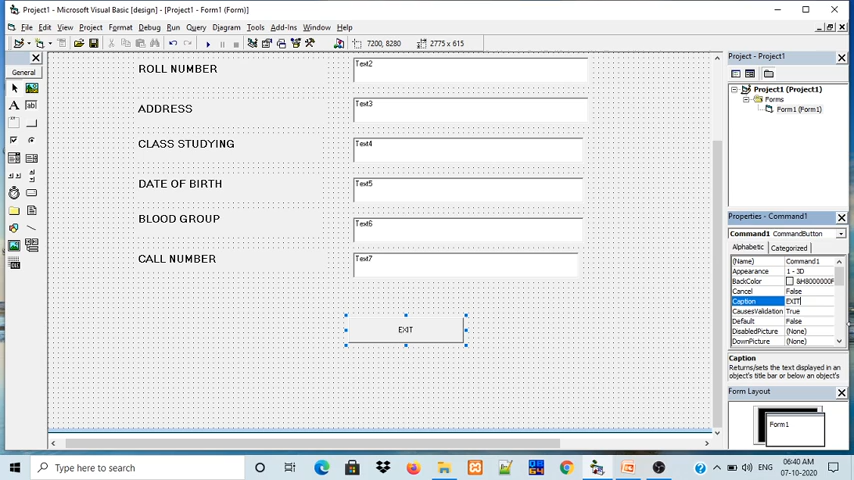 Project1 - Microsoft Visual Basic [design] - [Form1 (Form)]
File Edit View Project Format Debug Run Query Diagram Tools Add-Ins Window Help
7200, 8280 2775 x 615
General
ROLL NUMBER Text2
ADDRESS Text3
CLASS STUDYING Text4
DATE OF BIRTH Text5
BLOOD GROUP Text6
CALL NUMBER Text7
EXIT
Project - Project1
Project1 (Project1)
Forms
Form1 (Form1)
Properties - Command1
Command1 CommandButton
Alphabetic Categorized
(Name) Command1
Appearance 1 - 3D
BackColor &H8000000F
Cancel False
Caption EXIT
CausesValidation True
Default False
DisabledPicture (None)
DownPicture (None)
Caption
Returns/sets the text displayed in
an object's title bar or below an object's
Form Layout
Form1
Type here to search
ENG
06:40 AM
07-10-2020